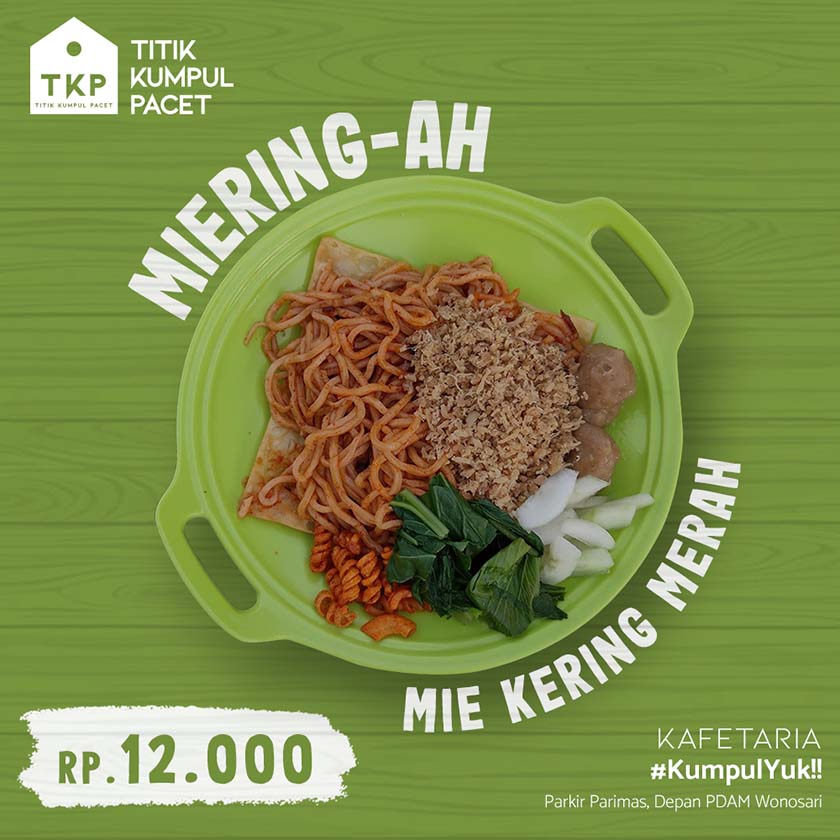 TKP
TITIK KUMPUL PACET
TITIK
KUMPUL
PACET
MIERING-AH
MIE KERING MERAH
RP.12.000
KAFETARIA
#KumpulYuk!!
Parkir Parimas, Depan PDAM Wonosari